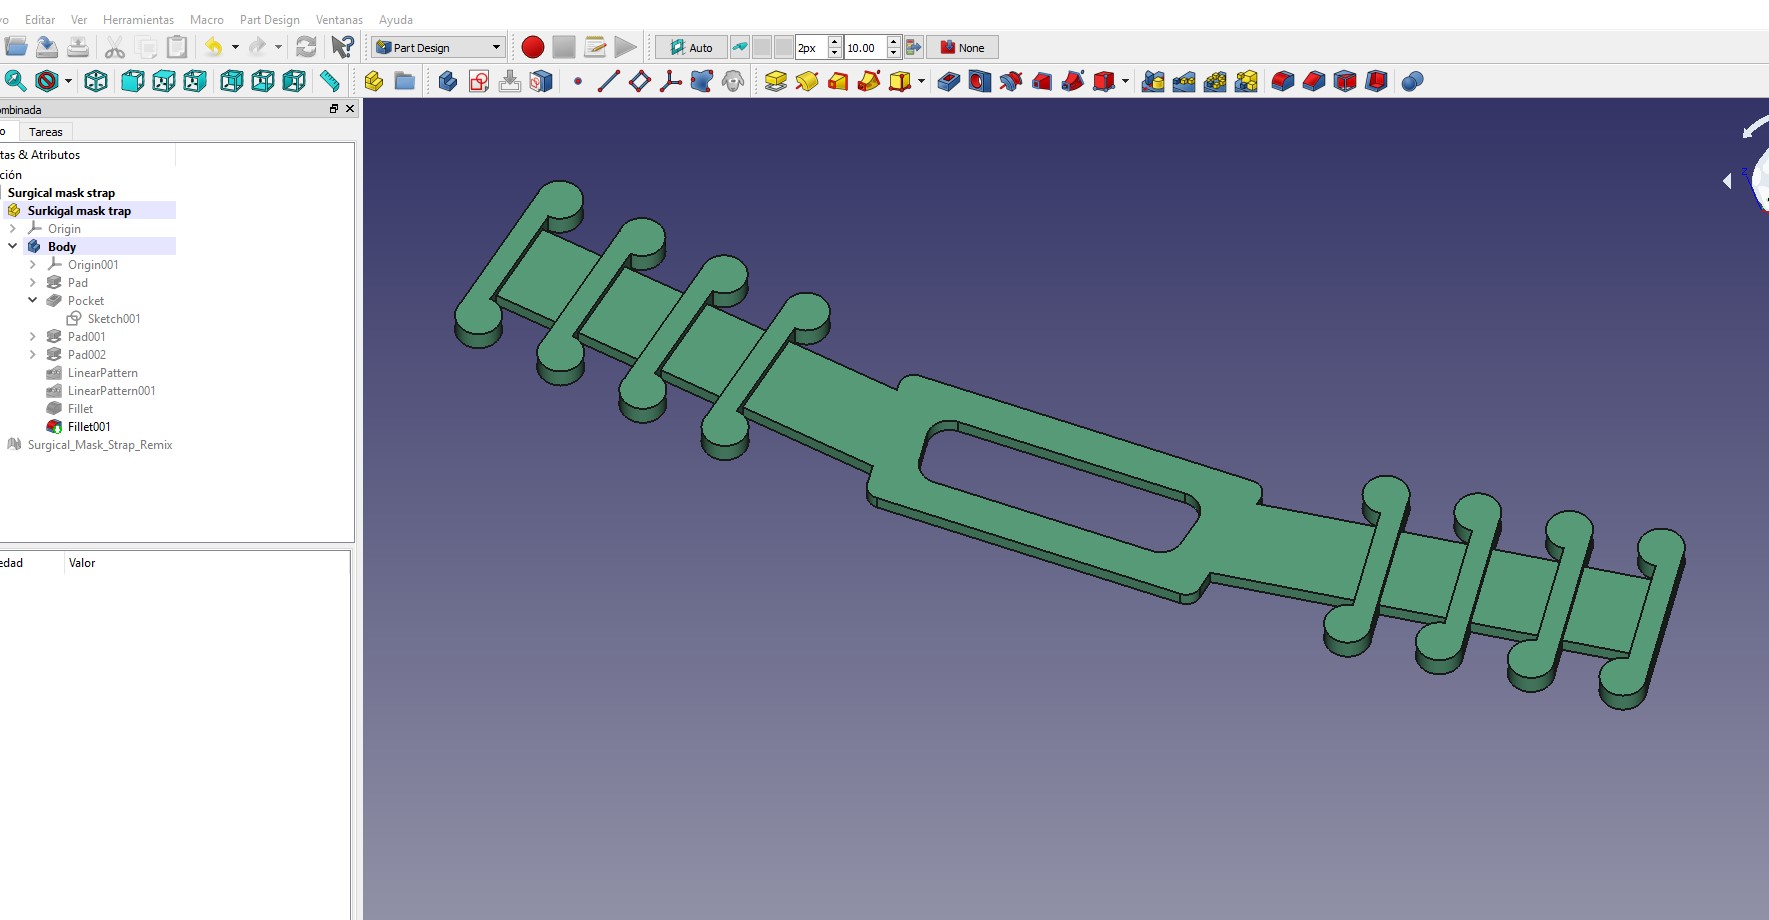 vo Editar Ver Herramientas Macro Part Design Ventanas Ayuda
Part Design Auto 2px 10.00 None
ombinada
o Tareas
tas & Atributos
ción
Surgical mask strap
Surkigal mask trap
Origin
Body
Origin001
Pad
Pocket
Sketch001
Pad001
Pad002
LinearPattern
LinearPattern001
Fillet
Fillet001
Surgical_Mask_Strap_Remix
edad Valor
Z